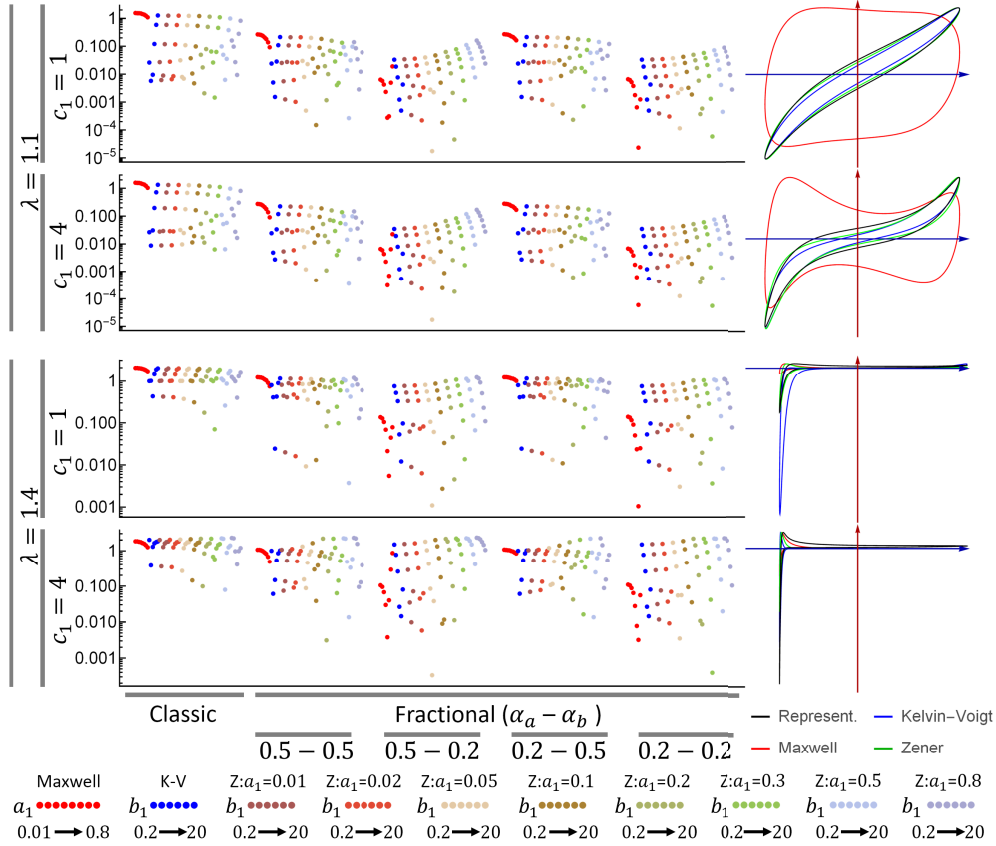 λ = 1.1
c₁ = 1
1
0.100
0.010
0.001
10⁻⁴
10⁻⁵
c₁ = 4
1
0.100
0.010
0.001
10⁻⁴
10⁻⁵
λ = 1.4
c₁ = 1
1
0.100
0.010
0.001
c₁ = 4
1
0.100
0.010
0.001
Classic
Fractional (αₐ − α_b )
0.5 − 0.5
0.5 − 0.2
0.2 − 0.5
0.2 − 0.2
Represent.
Kelvin−Voigt
Maxwell
Zener
Maxwell
K-V
Z:a₁=0.01
Z:a₁=0.02
Z:a₁=0.05
Z:a₁=0.1
Z:a₁=0.2
Z:a₁=0.3
Z:a₁=0.5
Z:a₁=0.8
a₁
b₁
b₁
b₁
b₁
b₁
b₁
b₁
b₁
b₁
0.01 → 0.8
0.2 → 20
0.2 → 20
0.2 → 20
0.2 → 20
0.2 → 20
0.2 → 20
0.2 → 20
0.2 → 20
0.2 → 20